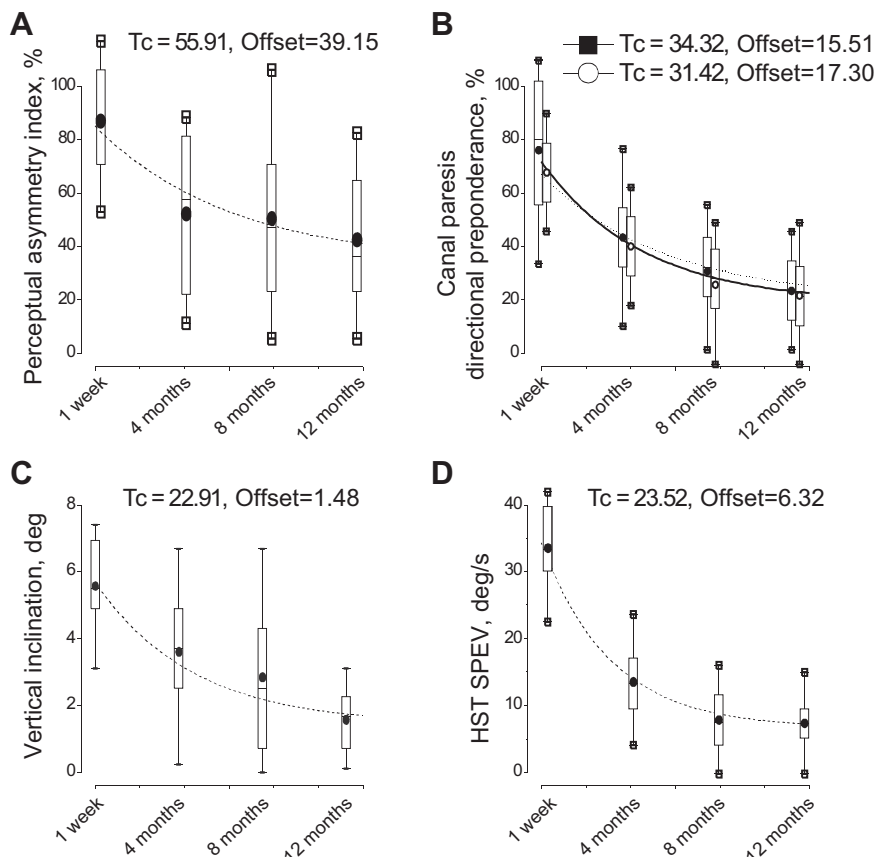 A
Tc = 55.91, Offset=39.15
Perceptual asymmetry index, %
100
80
60
40
20
0
1 week
4 months
8 months
12 months
B
Tc = 34.32, Offset=15.51
Tc = 31.42, Offset=17.30
Canal paresis
directional preponderance, %
100
80
60
40
20
0
1 week
4 months
8 months
12 months
C
Tc = 22.91, Offset=1.48
Vertical inclination, deg
8
6
4
2
0
1 week
4 months
8 months
12 months
D
Tc = 23.52, Offset=6.32
HST SPEV, deg/s
40
30
20
10
0
1 week
4 months
8 months
12 months